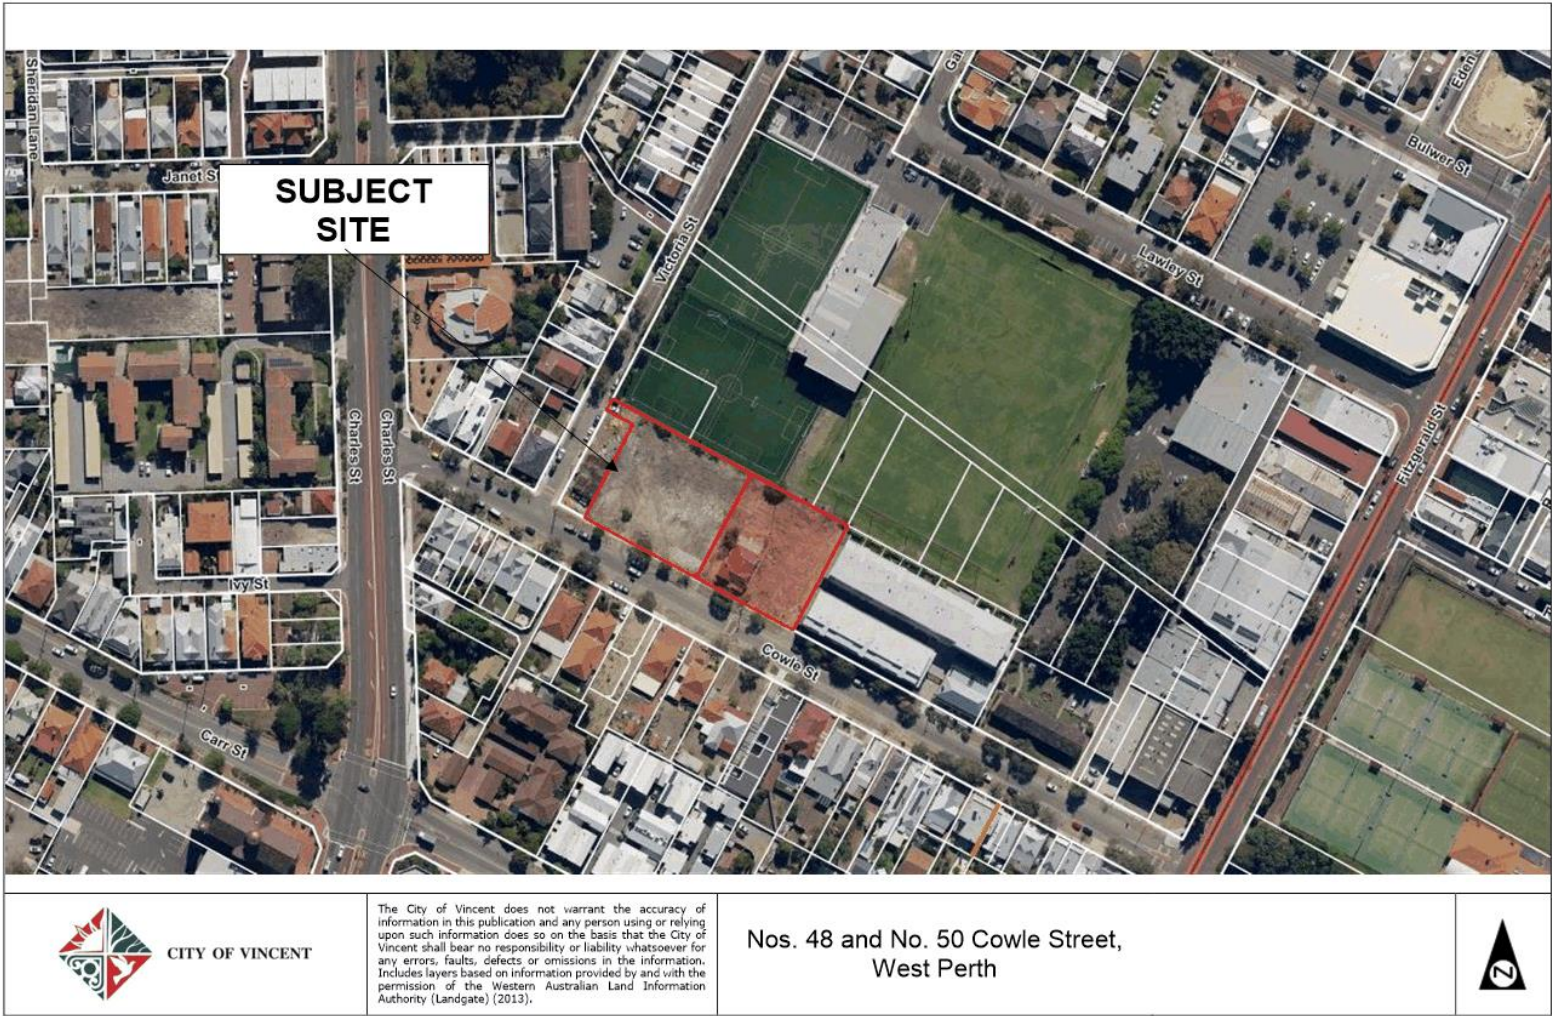 Sheridan Lane
Janet S
SUBJECT
SITE
Victoria St
Ga
Eden
Bulwer St
Lawley St
Fitzgerald St
Charles St
Charles St
Ivy St
Cowle St
Carr St
CITY OF VINCENT
The City of Vincent does not warrant the accuracy of
information in this publication and any person using or relying
upon such information does so on the basis that the City of
Vincent shall bear no responsibility or liability whatsoever for
any errors, faults, defects or omissions in the information.
Includes layers based on information provided by and with the
permission of the Western Australian Land Information
Authority (Landgate) (2013).
Nos. 48 and No. 50 Cowle Street,
West Perth
N